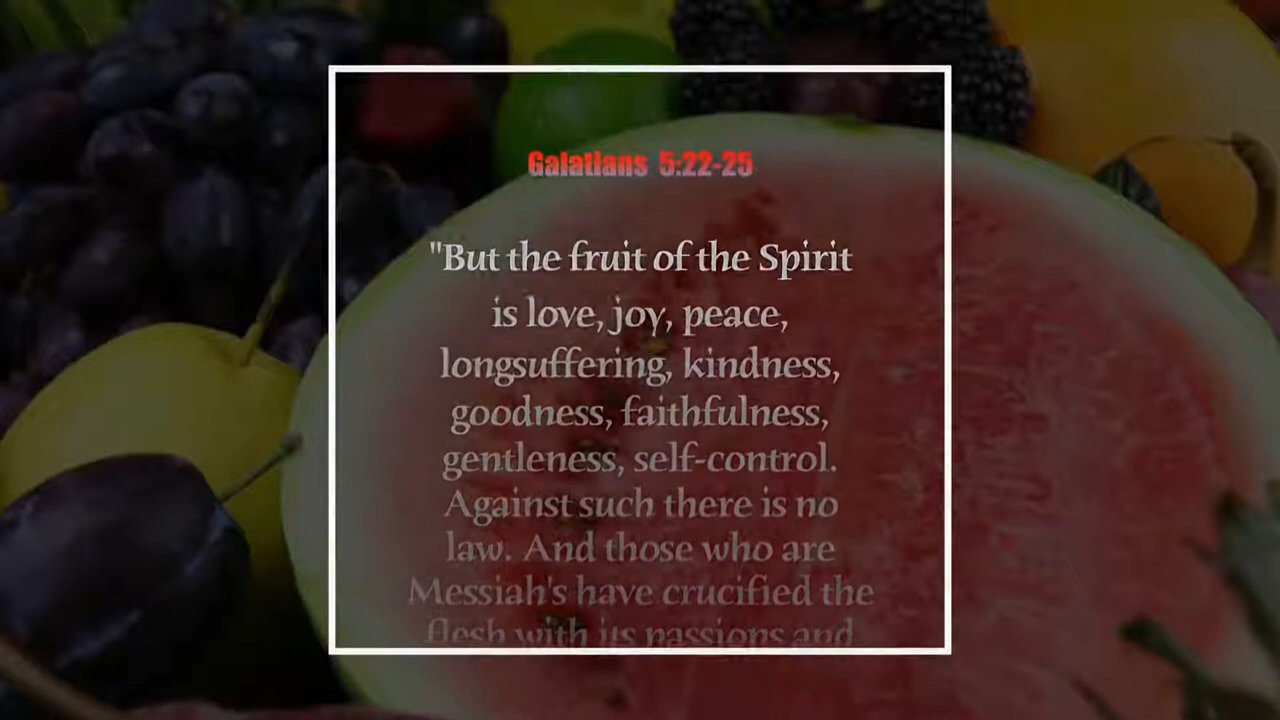 Galatians 5:22-25
"But the fruit of the Spirit
is love, joy, peace,
longsuffering, kindness,
goodness, faithfulness,
gentleness, self-control.
Against such there is no
law. And those who are
Messiah's have crucified the
flesh with its passions and